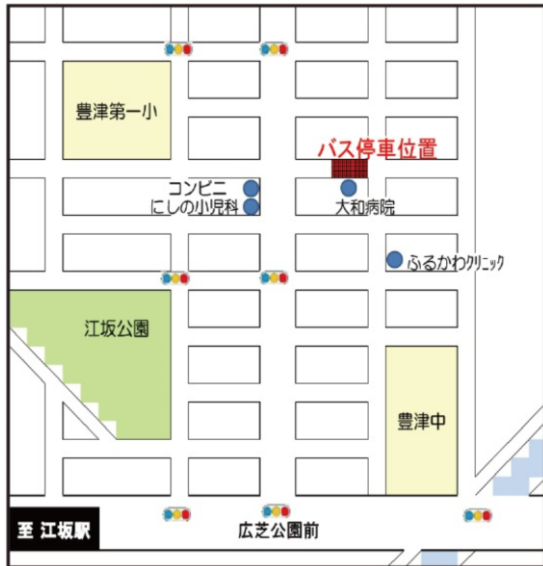 豊津第一小
バス停車位置
コンビニ
にしの小児科
大和病院
ふるかわクリニック
江坂公園
豊津中
至 江坂駅
広芝公園前